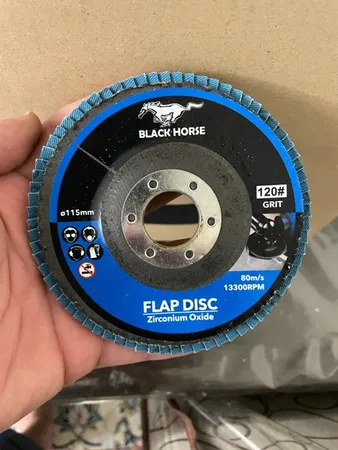 BLACK HORSE
120#
GRIT
ø115mm
80m/s
13300RPM
FLAP DISC
Zirconium Oxide